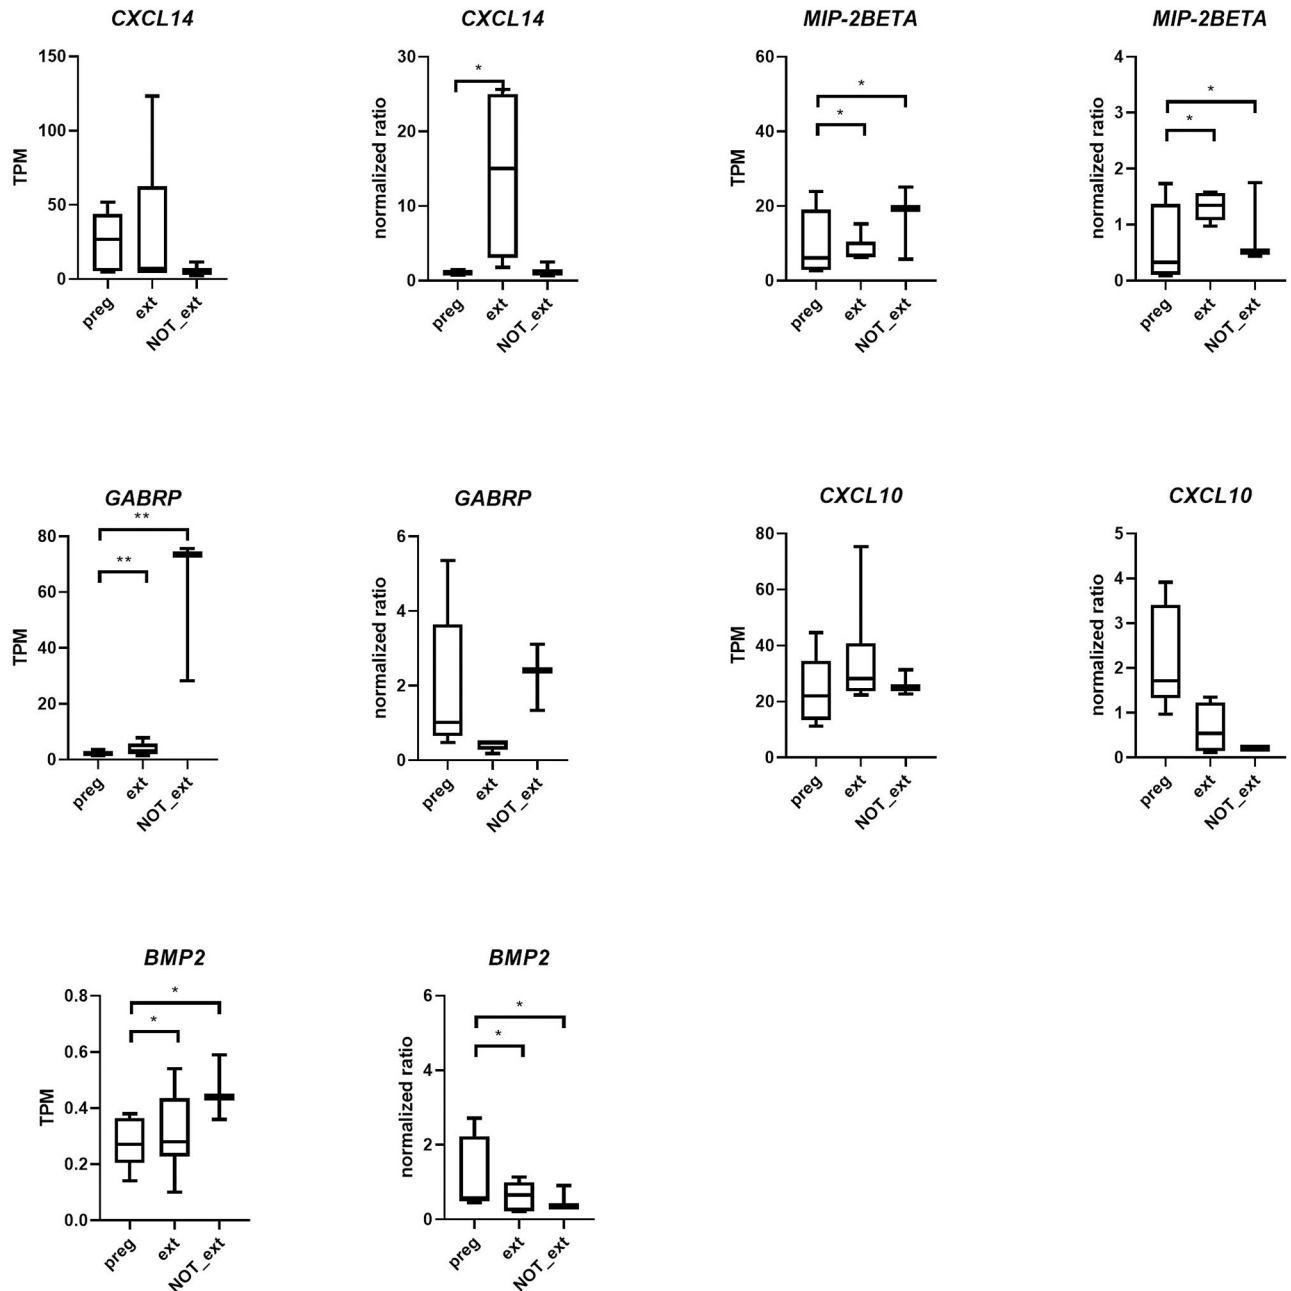 CXCL14
150
100
50
0
TPM
preg
ext
NOT_ext
CXCL14
30
20
10
0
normalized ratio
*
preg
ext
NOT_ext
MIP-2BETA
60
40
20
0
TPM
*
*
preg
ext
NOT_ext
MIP-2BETA
4
3
2
1
0
normalized ratio
*
*
preg
ext
NOT_ext
GABRP
80
60
40
20
0
TPM
**
**
preg
ext
NOT_ext
GABRP
6
4
2
0
normalized ratio
preg
ext
NOT_ext
CXCL10
80
60
40
20
0
TPM
preg
ext
NOT_ext
CXCL10
5
4
3
2
1
0
normalized ratio
preg
ext
NOT_ext
BMP2
0.8
0.6
0.4
0.2
0.0
TPM
*
*
preg
ext
NOT_ext
BMP2
6
4
2
0
normalized ratio
*
*
preg
ext
NOT_ext